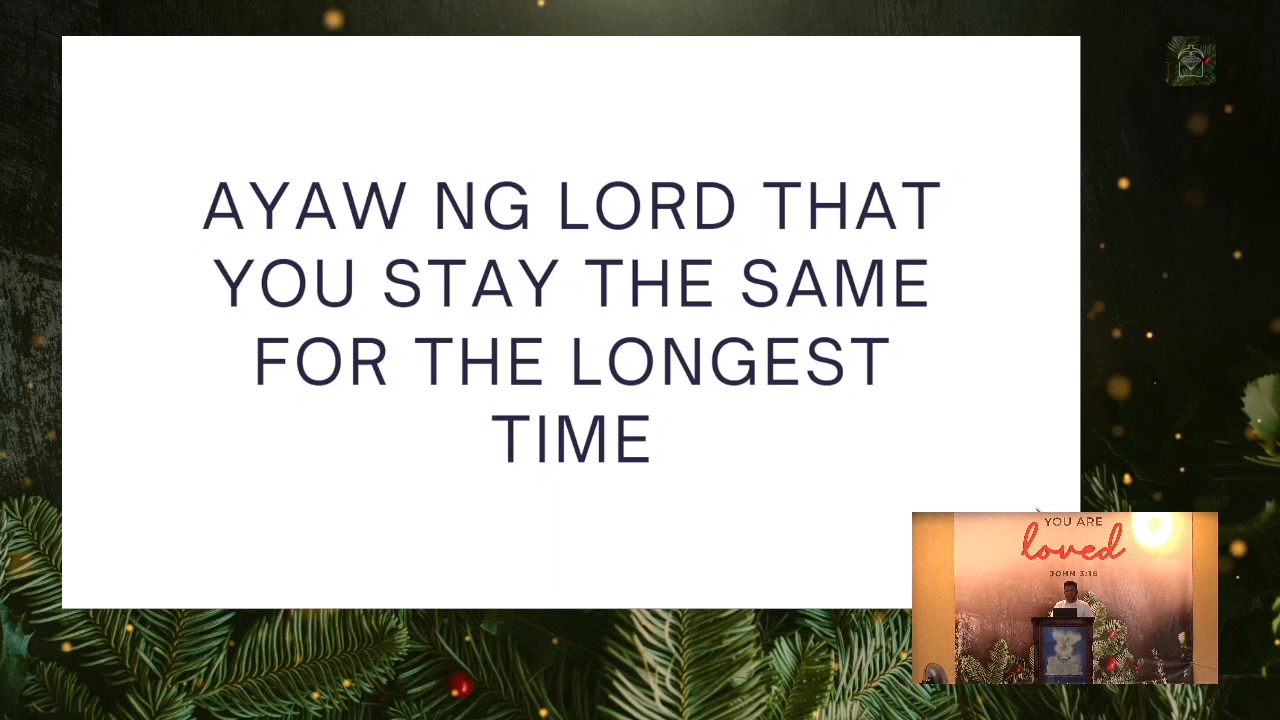 AYAW NG LORD THAT
YOU STAY THE SAME
FOR THE LONGEST
TIME
YOU ARE
loved
JOHN 3:16